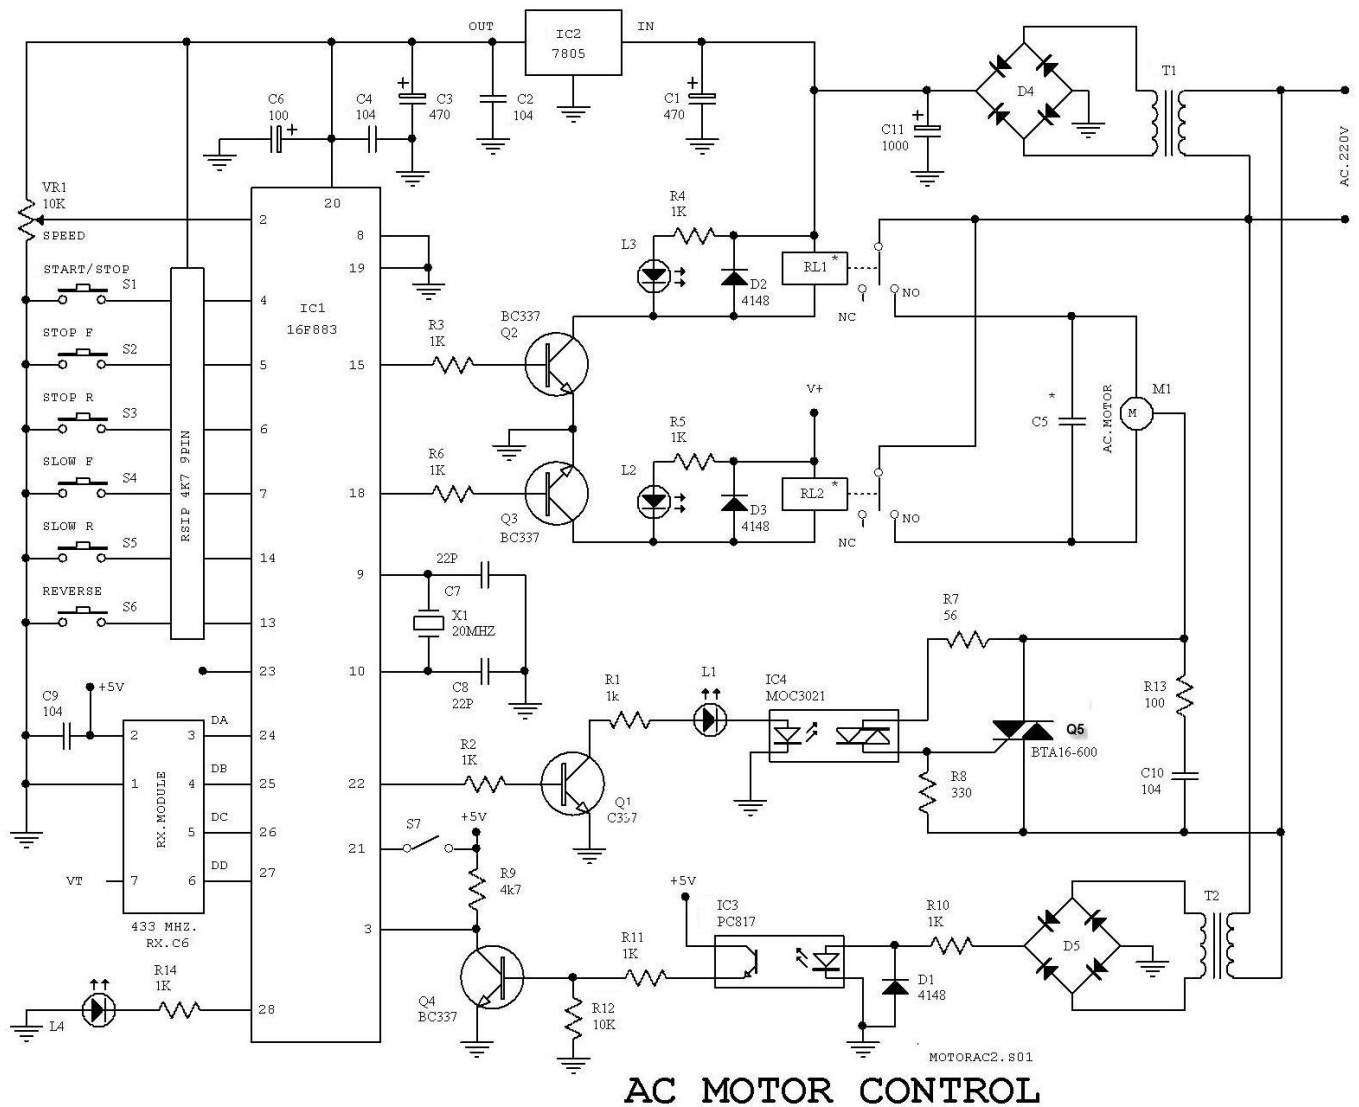 OUT
IC2
7805
IN
C6
100
C4
104
C3
470
C2
104
C1
470
C11
1000
D4
T1
AC.220V
VR1
10K
SPEED
2
20
8
19
IC1
16F883
START/STOP
S1
4
STOP F
S2
5
STOP R
S3
6
SLOW F
S4
7
SLOW R
S5
14
REVERSE
S6
13
RSIP 4K7 9PIN
R4
1K
L3
D2
4148
RL1 *
NC
NO
BC337
Q2
R3
1K
15
R6
1K
18
Q3
BC337
V+
R5
1K
L2
D3
4148
RL2 *
NC
NO
*
C5
AC.MOTOR
M
M1
9
22P
C7
X1
20MHZ
10
C8
22P
23
R1
1k
L1
IC4
MOC3021
R7
56
R13
100
Q5
BTA16-600
R8
330
C10
104
C9
104
+5V
DA
2
3
24
DB
1
4
25
DC
5
26
DD
VT
7
6
27
RX.MODULE
433 MHZ.
RX.C6
R2
1K
22
Q1
+5V
S7
21
R9
4k7
3
+5V
IC3
PC817
R10
1K
D5
T2
R11
1K
D1
4148
R12
10K
Q4
BC337
R14
1K
L4
28
MOTORAC2.S01
AC MOTOR CONTROL